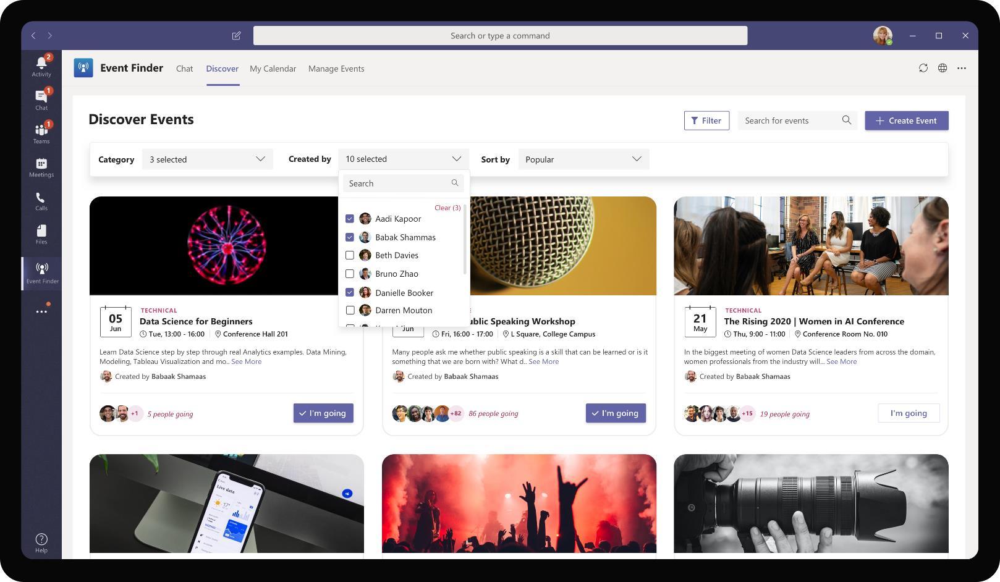 Search or type a command
2
Activity
1
Chat
1
Teams
Meetings
Calls
Files
Event Finder
Help
Event Finder
Chat
Discover
My Calendar
Manage Events
Discover Events
Filter
Search for events
Create Event
Category
3 selected
Created by
10 selected
Sort by
Popular
Search
Clear (3)
Aadi Kapoor
Babak Shammas
Beth Davies
Bruno Zhao
Danielle Booker
Darren Mouton
05
Jun
TECHNICAL
Data Science for Beginners
Tue, 13:00 - 16:00
Conference Hall 201
Learn Data Science step by step through real Analytics examples. Data Mining,
Modeling, Tableau Visualization and mo.. See More
Created by Babaak Shamaas
+1
5 people going
I'm going
Jun
Speaking Workshop
Fri, 16:00 - 17:00
L Square, College Campus
Many people ask me whether public speaking is a skill that can be learned or is it
something that we are born with? What d.. See More
Created by Babaak Shamaas
+82
86 people going
I'm going
21
May
TECHNICAL
The Rising 2020 | Women in AI Conference
Thu, 9:00 - 11:00
Conference Room No. 010
In the biggest meeting of women Data Science leaders from across the domain,
women professionals from the industry will... See More
Created by Babaak Shamaas
+15
19 people going
I'm going
Live data
17°